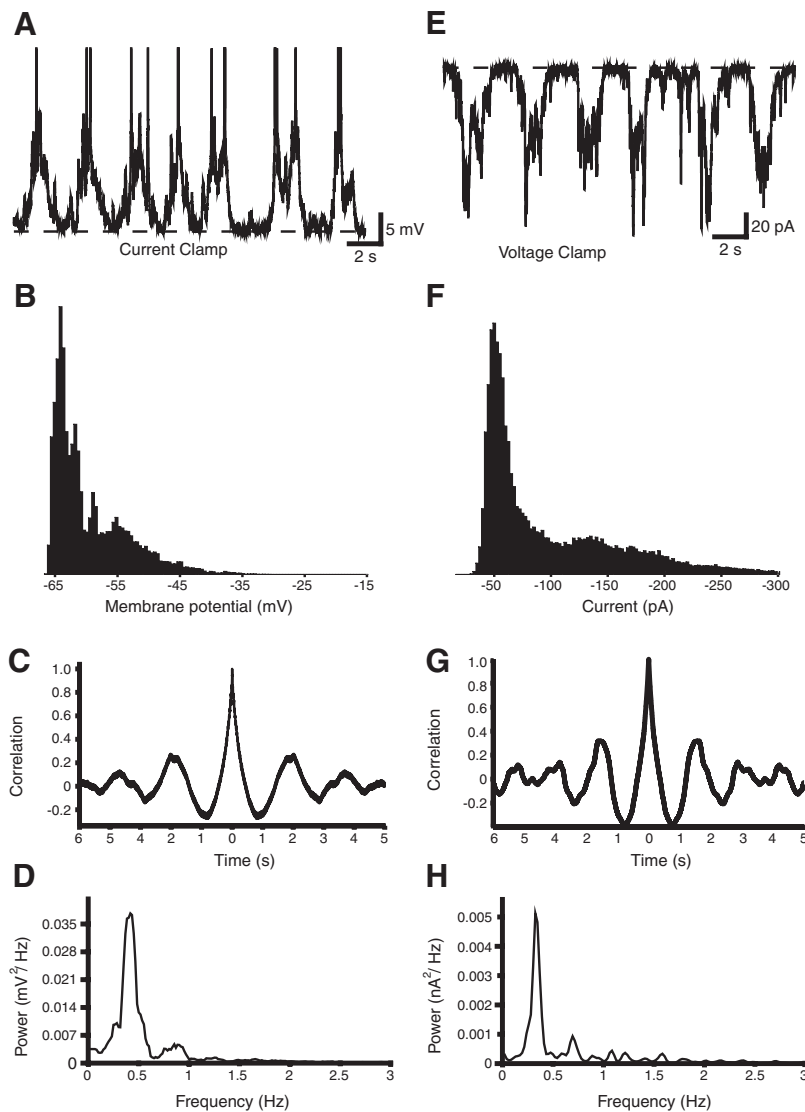 A
5 mV
2 s
Current Clamp
E
20 pA
2 s
Voltage Clamp
B
-65 -55 -45 -35 -25 -15
Membrane potential (mV)
F
-50 -100 -150 -200 -250 -300
Current (pA)
C
Correlation
1.0
0.8
0.6
0.4
0.2
0
-0.2
6 5 4 3 2 1 0 1 2 3 4 5
Time (s)
G
Correlation
1.0
0.8
0.6
0.4
0.2
0
-0.2
6 5 4 3 2 1 0 1 2 3 4 5
Time (s)
D
Power (mV2/ Hz)
0.035
0.028
0.021
0.014
0.007
0
0 0.5 1 1.5 2 2.5 3
Frequency (Hz)
H
Power (nA2/ Hz)
0.005
0.004
0.003
0.002
0.001
0
0 0.5 1 1.5 2 2.5 3
Frequency (Hz)